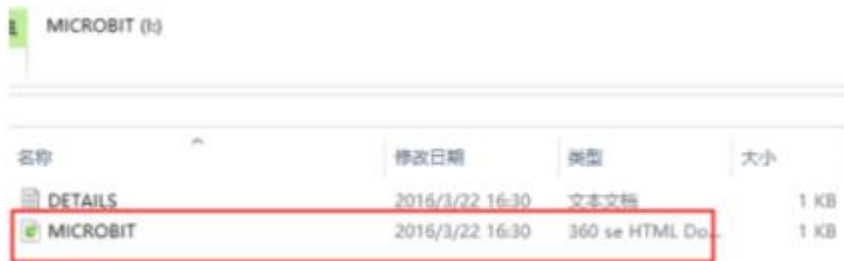 MICROBIT (I:)
名称 修改日期 类型 大小
DETAILS 2016/3/22 16:30 文本文档 1 KB
MICROBIT 2016/3/22 16:30 360 se HTML Do... 1 KB